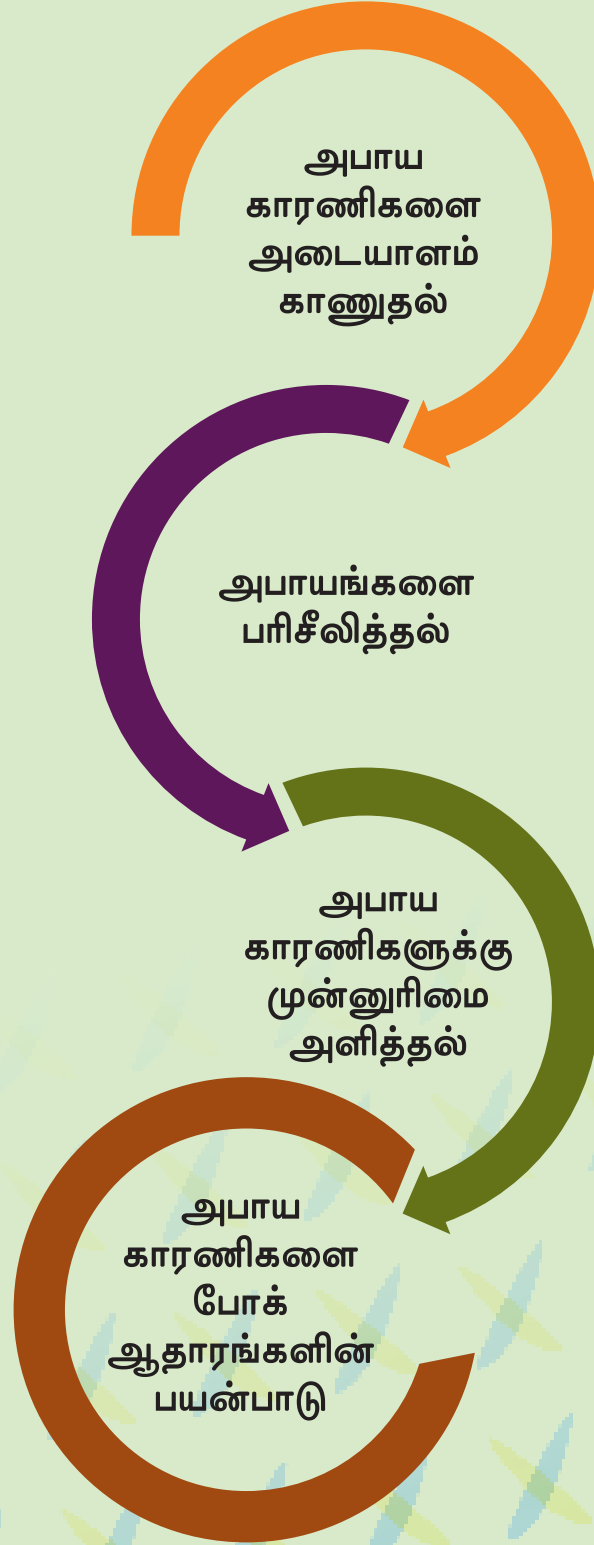 அபாய
காரணிகளை
அடையாளம்
காணுதல்
அபாயங்களை
பரிசீலித்தல்
அபாய
காரணிகளுக்கு
முன்னுரிமை
அளித்தல்
அபாய
காரணிகளை
போக்
ஆதாரங்களின்
பயன்பாடு